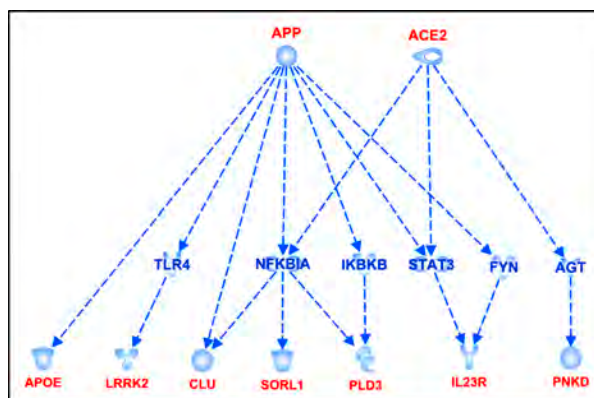 APP ACE2
TLR4 NFKBIA IKBKB STAT3 FYN AGT
APOE LRRK2 CLU SORL1 PLD3 IL23R PNKD